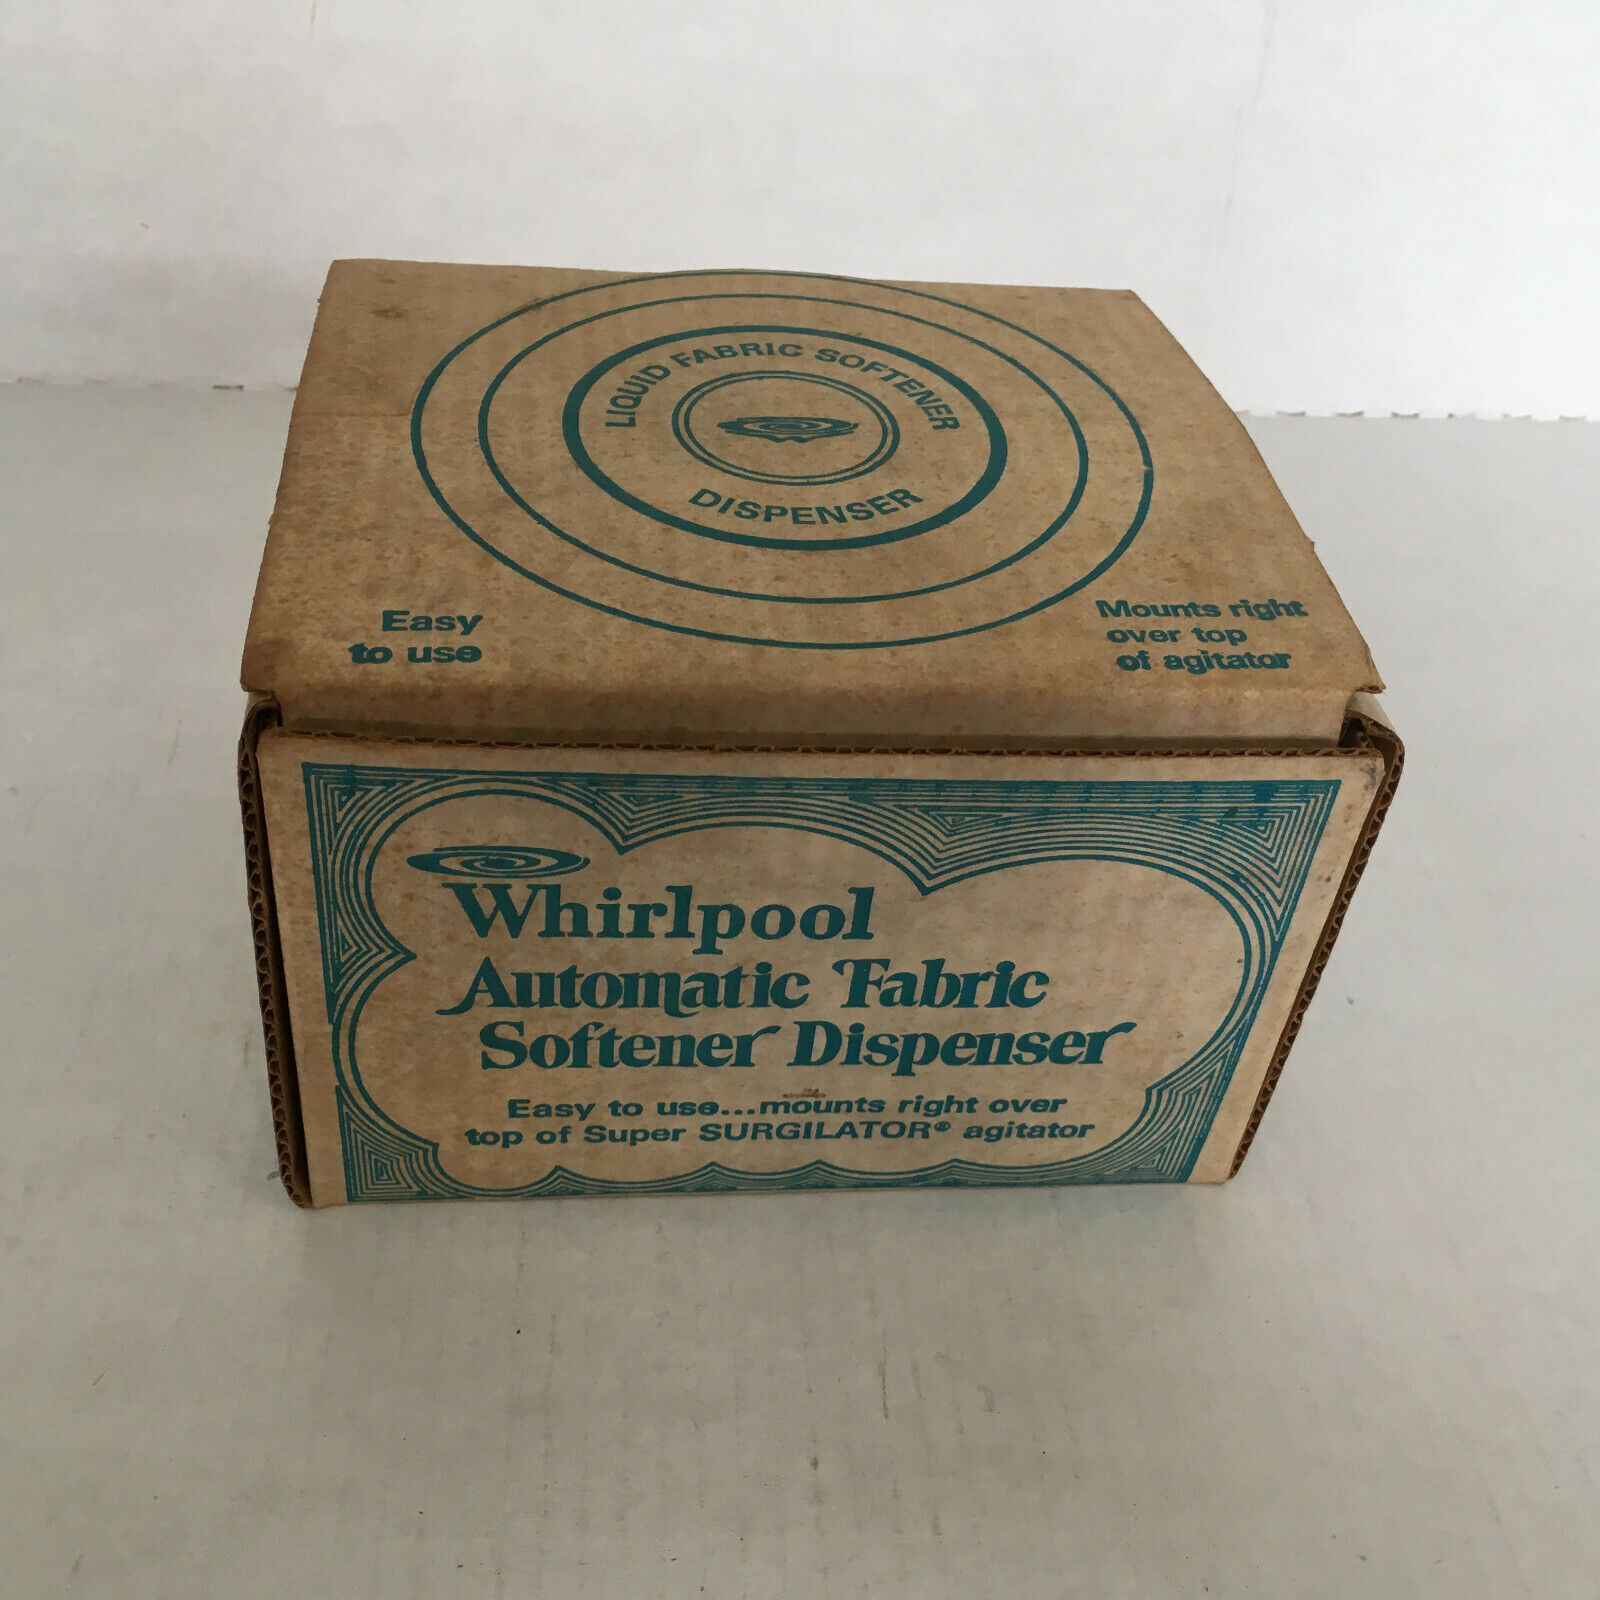 LIQUID FABRIC SOFTENER
DISPENSER
Easy
to use
Mounts right
over top
of agitator
Whirlpool
Automatic Fabric
Softener Dispenser
Easy to use...mounts right over
top of Super SURGILATOR® agitator